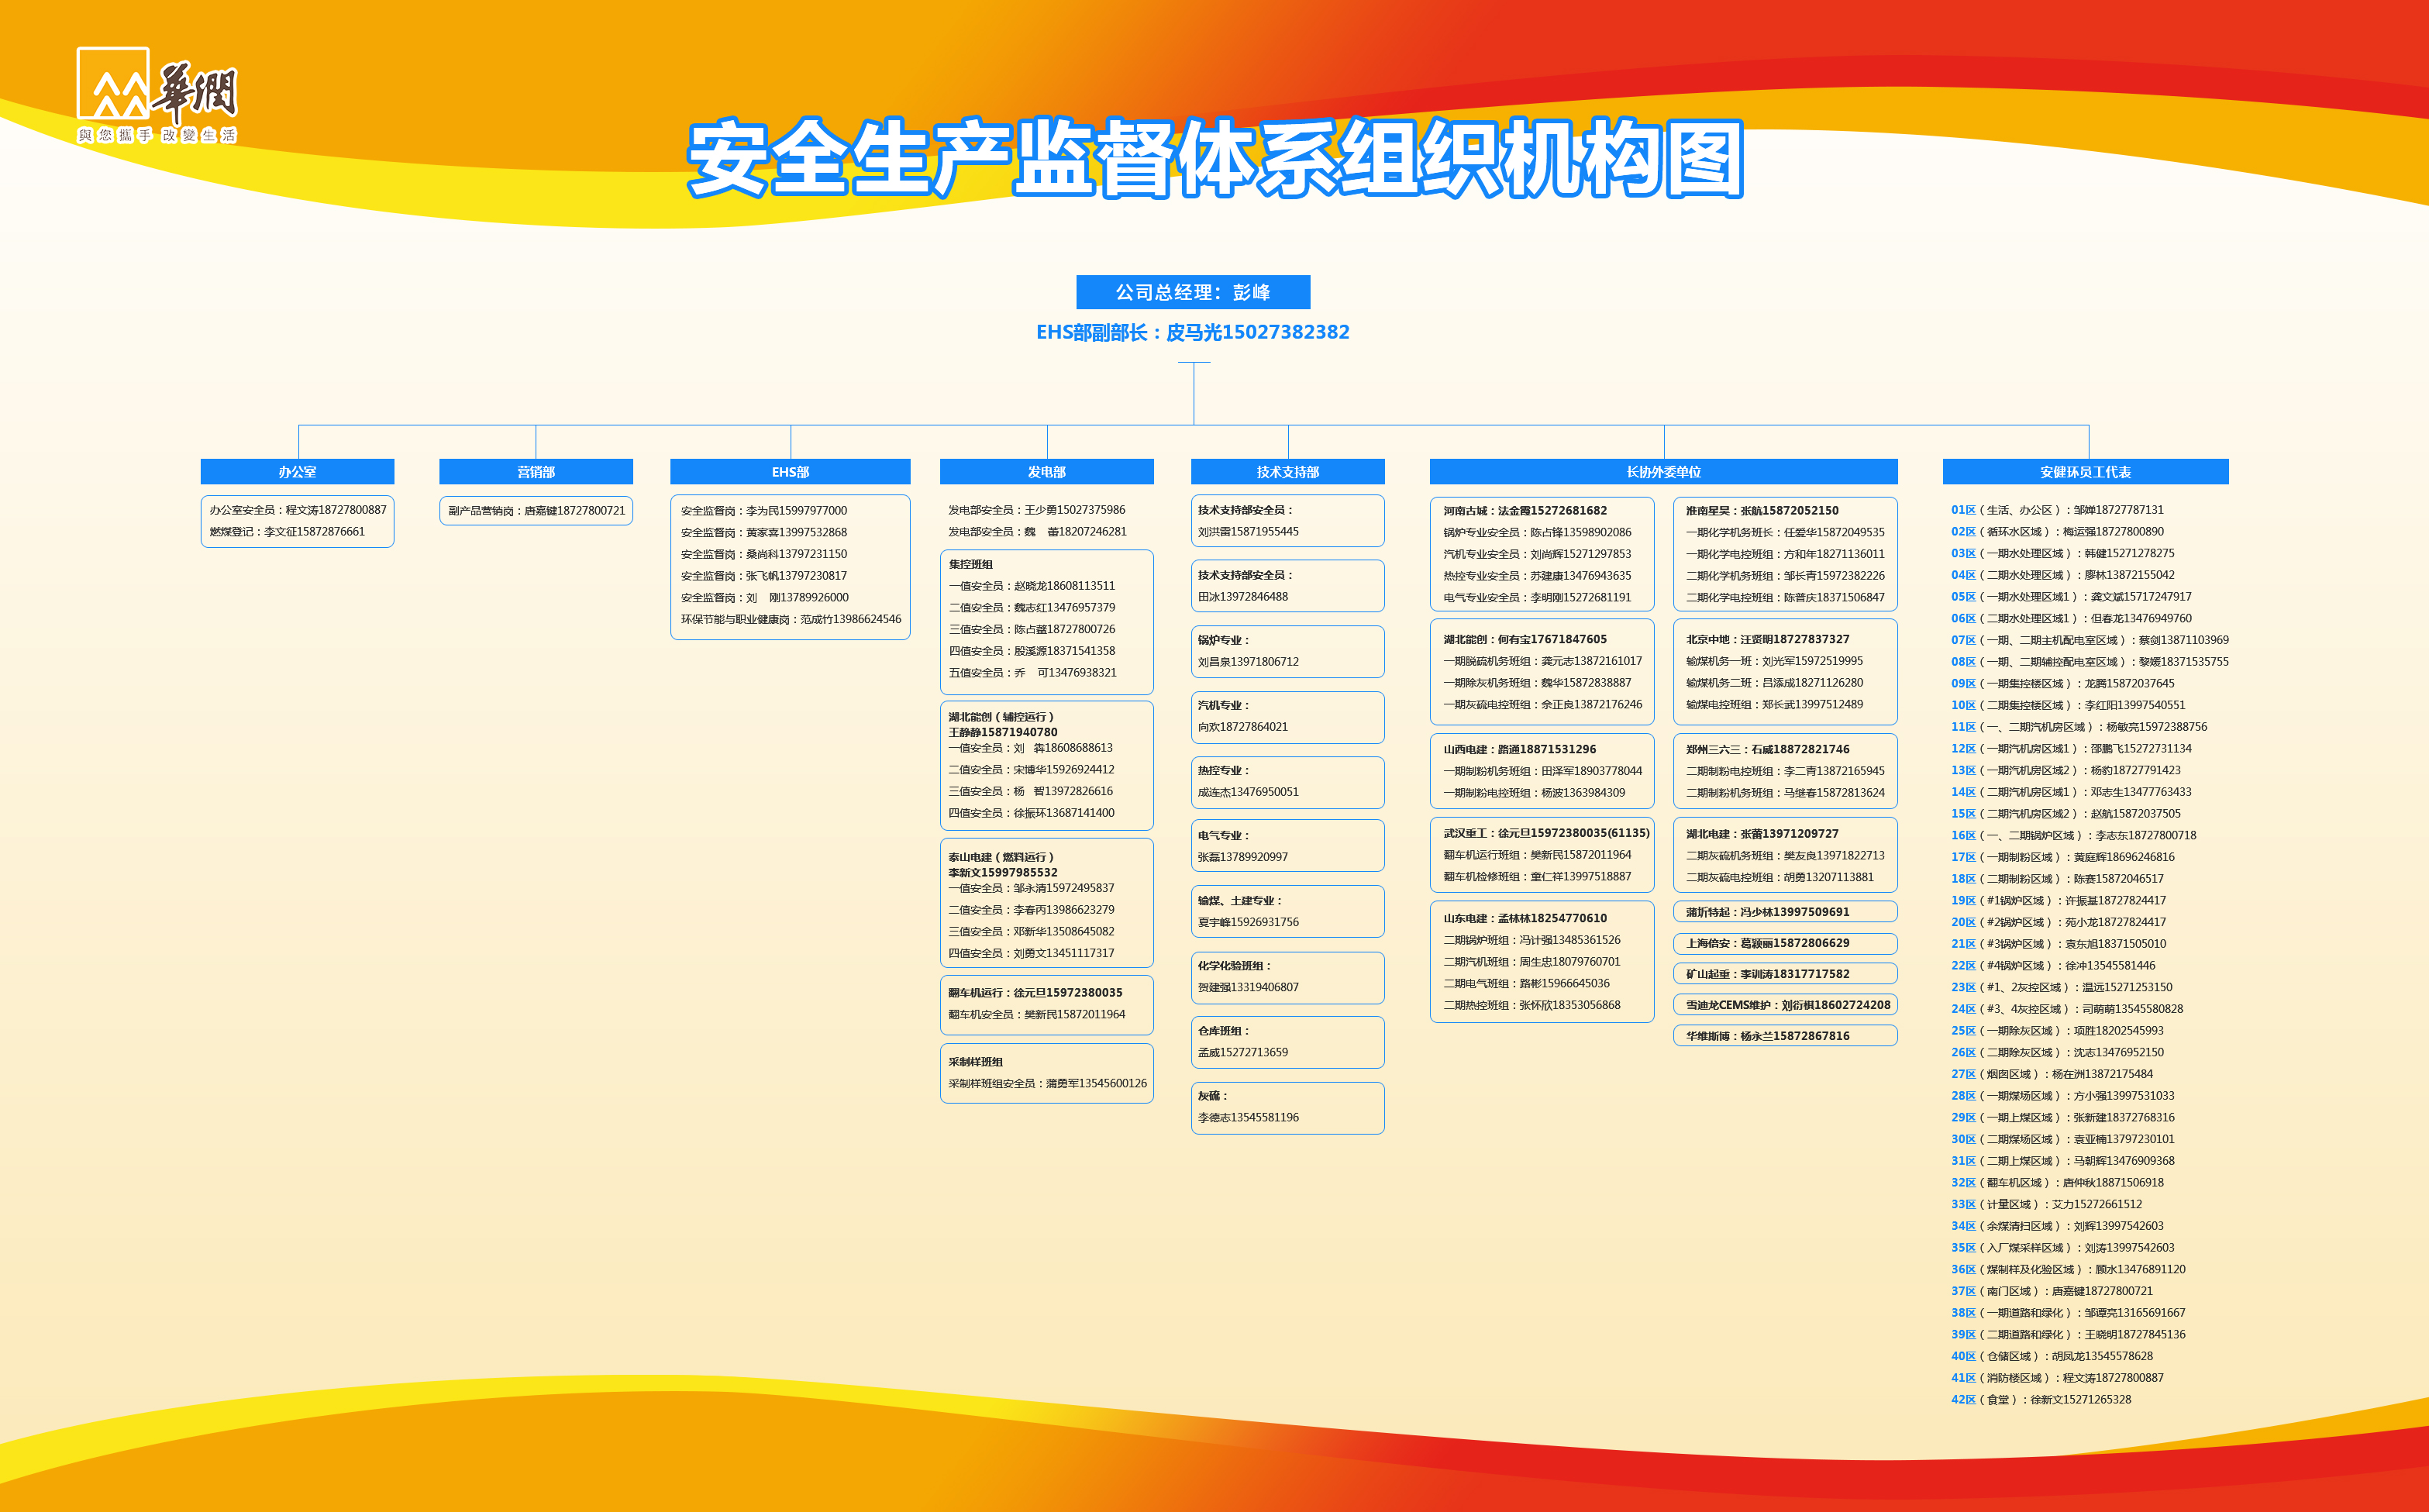 華潤
與您攜手 改變生活
安全生产监督体系组织机构图
公司总经理：彭峰
EHS部副部长：皮马光15027382382
办公室
办公室安全员：程文涛18727800887
燃煤登记：李文征15872876661
营销部
副产品营销岗：唐嘉键18727800721
EHS部
安全监督岗：李为民15997977000
安全监督岗：黄家喜13997532868
安全监督岗：桑尚科13797231150
安全监督岗：张飞帆13797230817
安全监督岗：刘 刚13789926000
环保节能与职业健康岗：范成竹13986624546
发电部
发电部安全员：王少勇15027375986
发电部安全员：魏 蕾18207246281
集控班组
一值安全员：赵晓龙18608113511
二值安全员：魏志红13476957379
三值安全员：陈占鳌18727800726
四值安全员：殷溪源18371541358
五值安全员：乔 可13476938321
湖北能创（辅控运行）
王静静15871940780
一值安全员：刘 犇18608688613
二值安全员：宋博华15926924412
三值安全员：杨 智13972826616
四值安全员：徐振环13687141400
泰山电建（燃料运行）
李新文15997985532
一值安全员：邹永清15972495837
二值安全员：李春丙13986623279
三值安全员：邓新华13508645082
四值安全员：刘勇文13451117317
翻车机运行：徐元旦15972380035
翻车机安全员：樊新民15872011964
采制样班组
采制样班组安全员：蒲勇军13545600126
技术支持部
技术支持部安全员：
刘洪雷15871955445
技术支持部安全员：
田冰13972846488
锅炉专业：
刘昌泉13971806712
汽机专业：
向欢18727864021
热控专业：
成连杰13476950051
电气专业：
张磊13789920997
输煤、土建专业：
夏宇峰15926931756
化学化验班组：
贺建强13319406807
仓库班组：
孟威15272713659
灰硫：
李德志13545581196
长协外委单位
河南古城：法金霞15272681682
锅炉专业安全员：陈占锋13598902086
汽机专业安全员：刘尚辉15271297853
热控专业安全员：苏建康13476943635
电气专业安全员：李明刚15272681191
湖北能创：何有宝17671847605
一期脱硫机务班组：龚元志13872161017
一期除灰机务班组：魏华15872838887
一期灰硫电控班组：余正良13872176246
山西电建：路通18871531296
一期制粉机务班组：田泽军18903778044
一期制粉电控班组：杨波1363984309
武汉重工：徐元旦15972380035(61135)
翻车机运行班组：樊新民15872011964
翻车机检修班组：童仁祥13997518887
山东电建：孟林林18254770610
二期锅炉班组：冯计强13485361526
二期汽机班组：周生忠18079760701
二期电气班组：路彬15966645036
二期热控班组：张怀欣18353056868
淮南星昊：张航15872052150
一期化学机务班长：任爱华15872049535
一期化学电控班组：方和年18271136011
二期化学机务班组：邹长青15972382226
二期化学电控班组：陈普庆18371506847
北京中地：汪贤明18727837327
输煤机务一班：刘光军15972519995
输煤机务二班：吕添成18271126280
输煤电控班组：郑长武13997512489
郑州三六三：石威18872821746
二期制粉电控班组：李二青13872165945
二期制粉机务班组：马继春15872813624
湖北电建：张蕾13971209727
二期灰硫机务班组：樊友良13971822713
二期灰硫电控班组：胡勇13207113881
蒲圻特起：冯少林13997509691
上海倍安：葛颖丽15872806629
矿山起重：李训涛18317717582
雪迪龙CEMS维护：刘衍棋18602724208
华维斯博：杨永兰15872867816
安健环员工代表
01区（生活、办公区）：邹婵18727787131
02区（循环水区域）：梅运强18727800890
03区（一期水处理区域）：韩健15271278275
04区（二期水处理区域）：廖林13872155042
05区（一期水处理区域1）：龚文斌15717247917
06区（二期水处理区域1）：但春龙13476949760
07区（一期、二期主机配电室区域）：蔡剑13871103969
08区（一期、二期辅控配电室区域）：黎媛18371535755
09区（一期集控楼区域）：龙腾15872037645
10区（二期集控楼区域）：李红阳13997540551
11区（一、二期汽机房区域）：杨敏亮15972388756
12区（一期汽机房区域1）：邵鹏飞15272731134
13区（一期汽机房区域2）：杨豹18727791423
14区（二期汽机房区域1）：邓志生13477763433
15区（二期汽机房区域2）：赵航15872037505
16区（一、二期锅炉区域）：李志东18727800718
17区（一期制粉区域）：黄庭辉18696246816
18区（二期制粉区域）：陈赛15872046517
19区（#1锅炉区域）：许振基18727824417
20区（#2锅炉区域）：苑小龙18727824417
21区（#3锅炉区域）：袁东旭18371505010
22区（#4锅炉区域）：徐冲13545581446
23区（#1、2灰控区域）：温远15271253150
24区（#3、4灰控区域）：司萌萌13545580828
25区（一期除灰区域）：项胜18202545993
26区（二期除灰区域）：沈志13476952150
27区（烟囱区域）：杨在洲13872175484
28区（一期煤场区域）：方小强13997531033
29区（一期上煤区域）：张新建18372768316
30区（二期煤场区域）：袁亚楠13797230101
31区（二期上煤区域）：马朝辉13476909368
32区（翻车机区域）：唐仲秋18871506918
33区（计量区域）：艾力15272661512
34区（余煤清扫区域）：刘辉13997542603
35区（入厂煤采样区域）：刘涛13997542603
36区（煤制样及化验区域）：顾水13476891120
37区（南门区域）：唐嘉键18727800721
38区（一期道路和绿化）：邹谭亮13165691667
39区（二期道路和绿化）：王晓明18727845136
40区（仓储区域）：胡凤龙13545578628
41区（消防楼区域）：程文涛18727800887
42区（食堂）：徐新文15271265328